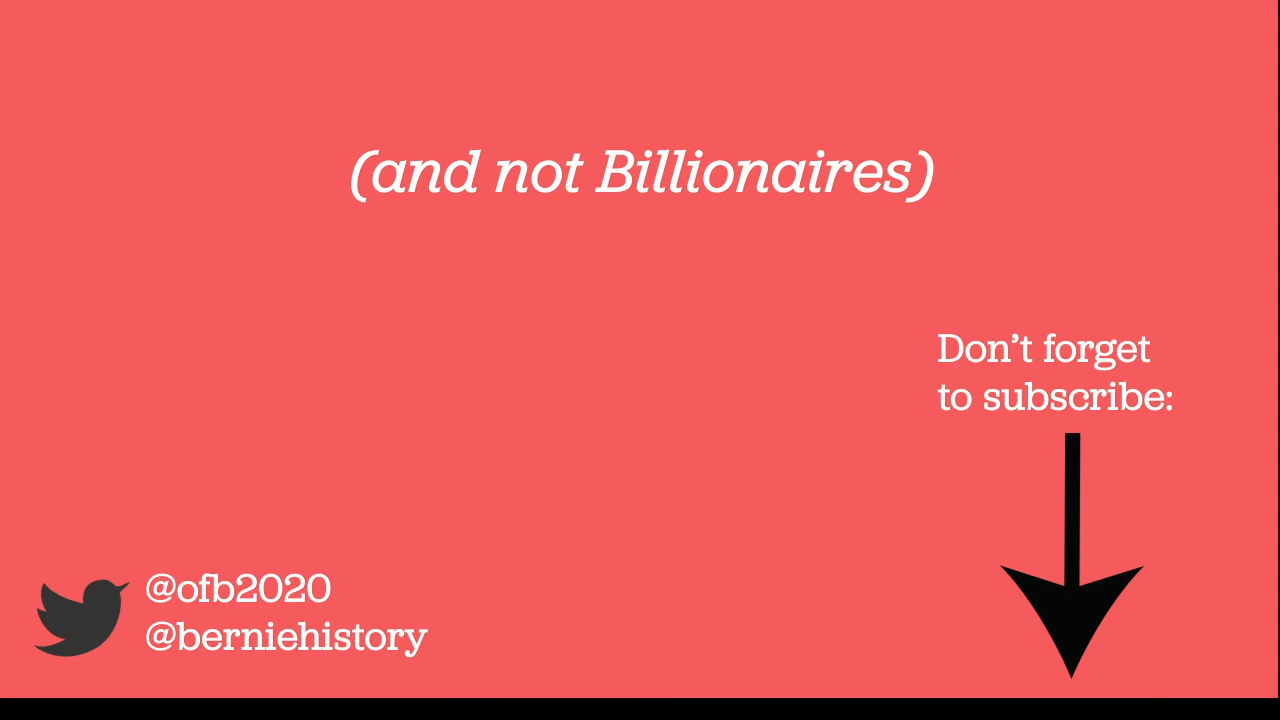 (and not Billionaires)
Don’t forget
to subscribe:
@ofb2020
@berniehistory